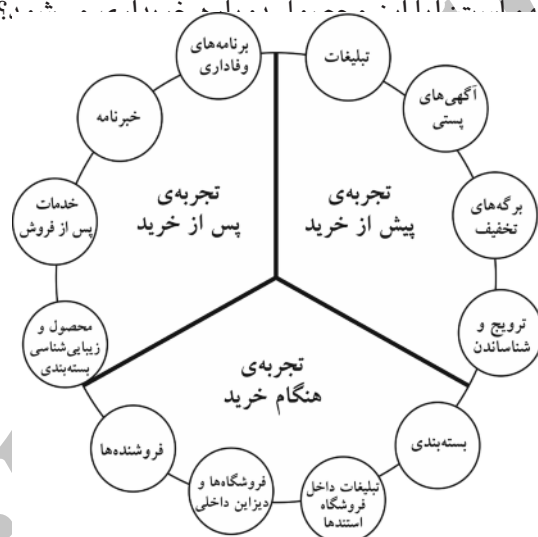 برنامه‌های
وفاداری
تبلیغات
آگهی‌های
پستی
خبرنامه
برگه‌های
تخفیف
خدمات
پس از فروش
تجربه‌ی
پیش از خرید
تجربه‌ی
پس از خرید
ترویج و
شناساندن
محصول و
زیبایی‌شناسی
بسته‌بندی
تجربه‌ی
هنگام خرید
بسته‌بندی
فروشنده‌ها
فروشگاه‌ها و
دیزاین داخلی
تبلیغات داخل
فروشگاه
استندها